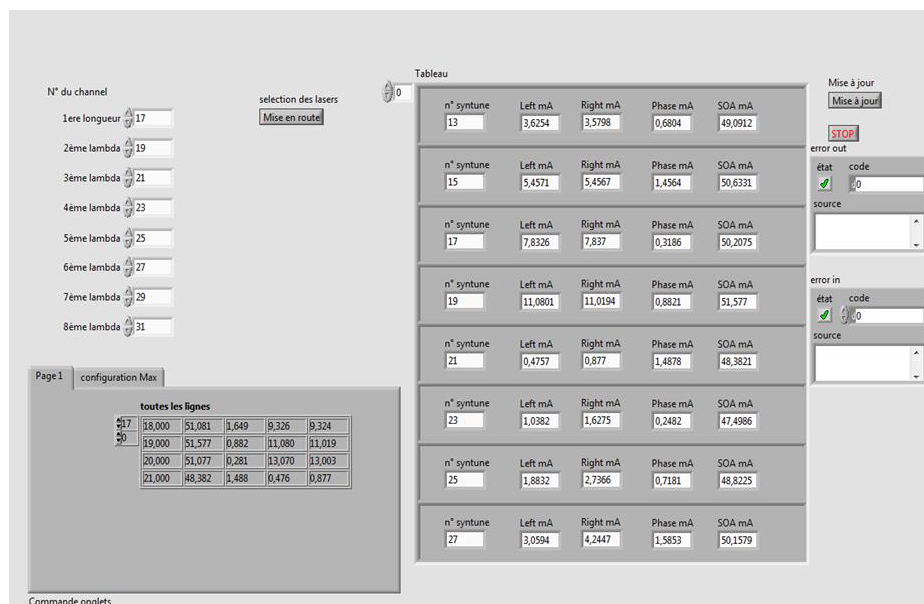 N° du channel
1ere longueur 17
2ème lambda 19
3ème lambda 21
4ème lambda 23
5ème lambda 25
6ème lambda 27
7ème lambda 29
8ème lambda 31
selection des lasers
Mise en route
0
Tableau
n° syntune Left mA Right mA Phase mA SOA mA
13 3,6254 3,5798 0,6804 49,0912
n° syntune Left mA Right mA Phase mA SOA mA
15 5,4571 5,4567 1,4564 50,6331
n° syntune Left mA Right mA Phase mA SOA mA
17 7,8326 7,837 0,3186 50,2075
n° syntune Left mA Right mA Phase mA SOA mA
19 11,0801 11,0194 0,8821 51,577
n° syntune Left mA Right mA Phase mA SOA mA
21 0,4757 0,877 1,4878 48,3821
n° syntune Left mA Right mA Phase mA SOA mA
23 1,0382 1,6275 0,2482 47,4986
n° syntune Left mA Right mA Phase mA SOA mA
25 1,8832 2,7366 0,7181 48,8225
n° syntune Left mA Right mA Phase mA SOA mA
27 3,0594 4,2447 1,5853 50,1579
Mise à jour
Mise à jour
STOP
error out
état code
0
source
error in
état code
0
source
Page 1 configuration Max
toutes les lignes
17 18,000 51,081 1,649 9,326 9,324
0 19,000 51,577 0,882 11,080 11,019
20,000 51,077 0,281 13,070 13,003
21,000 48,382 1,488 0,476 0,877
Commande onglets